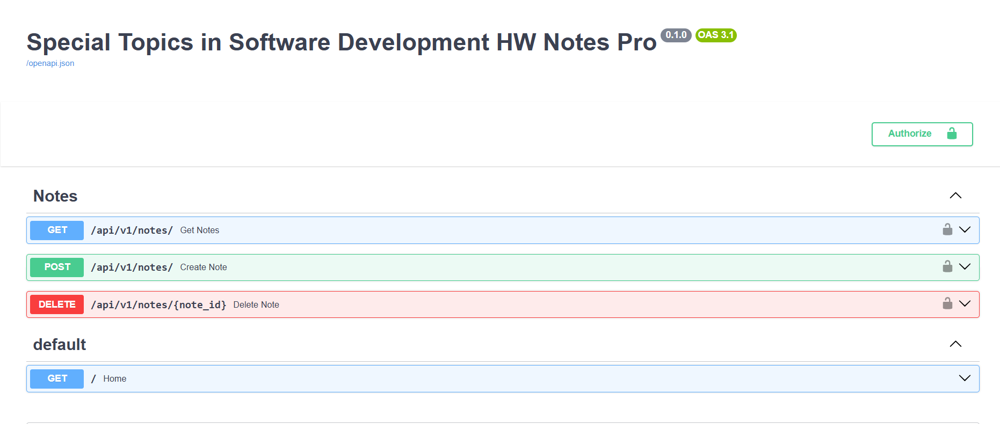 Special Topics in Software Development HW Notes Pro 0.1.0 OAS 3.1
/openapi.json
Authorize
Notes
GET /api/v1/notes/ Get Notes
POST /api/v1/notes/ Create Note
DELETE /api/v1/notes/{note_id} Delete Note
default
GET / Home